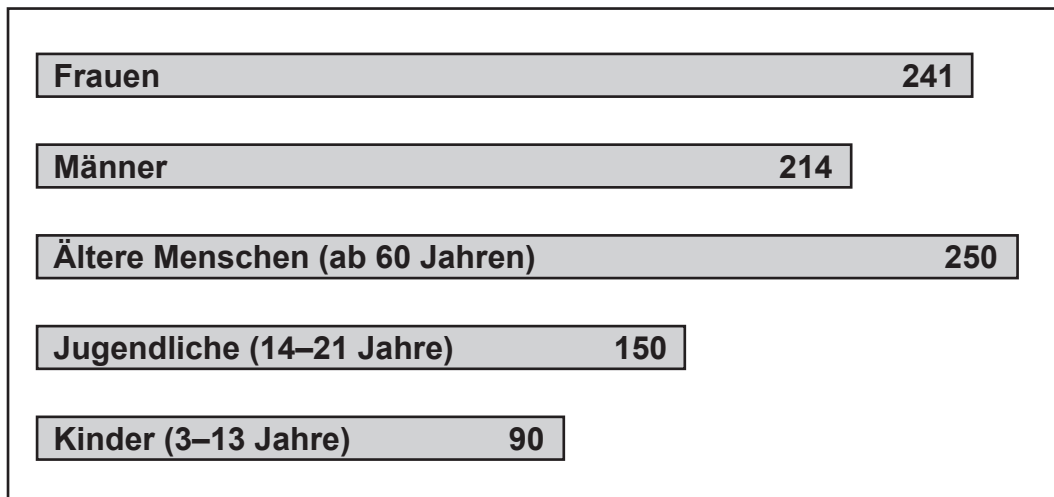 Frauen 241
Männer 214
Ältere Menschen (ab 60 Jahren) 250
Jugendliche (14–21 Jahre) 150
Kinder (3–13 Jahre) 90